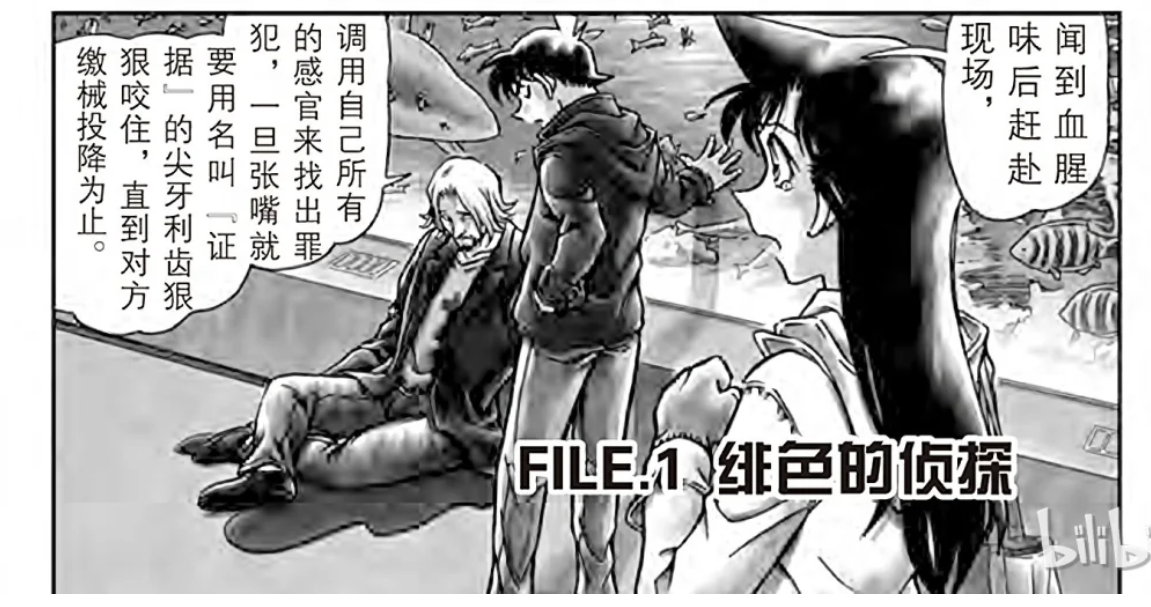 闻到血腥
味后赶赴
现场，
调用自己所有
的感官来找出罪
犯，一旦张嘴就
要用名叫『证
据』的尖牙利齿狠
狠咬住，直到对方
缴械投降为止。
FILE.1 绯色的侦探
bilib